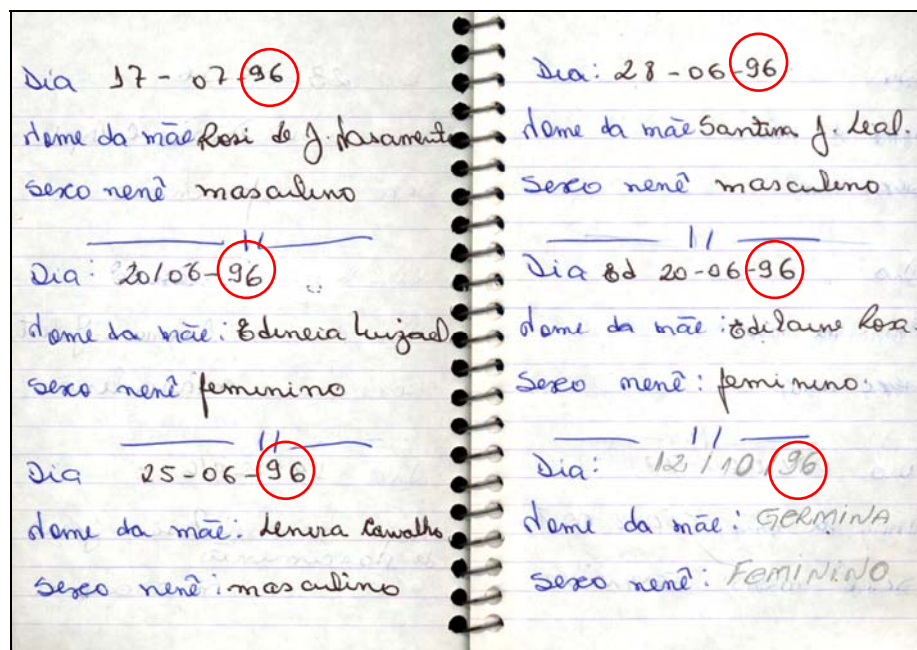 Dia 17-07-96
Nome da mãe Rosi de J. Nasamento
Sexo nenê masculino
Dia: 20/06-96
Nome da mãe: Edineia
Sexo nenê feminino
Dia 25-06-96
Nome da mãe: Lenira Carvalho
Sexo nenê: masculino
Dia: 28-06-96
Nome da mãe Santina J. Leal.
Sexo nenê masculino
Dia 20-06-96
Nome da mãe: Edilaine Rosa
Sexo nenê: feminino.
Dia: 12/10/96
Nome da mãe: GERMINA
Sexo nenê: FEMININO